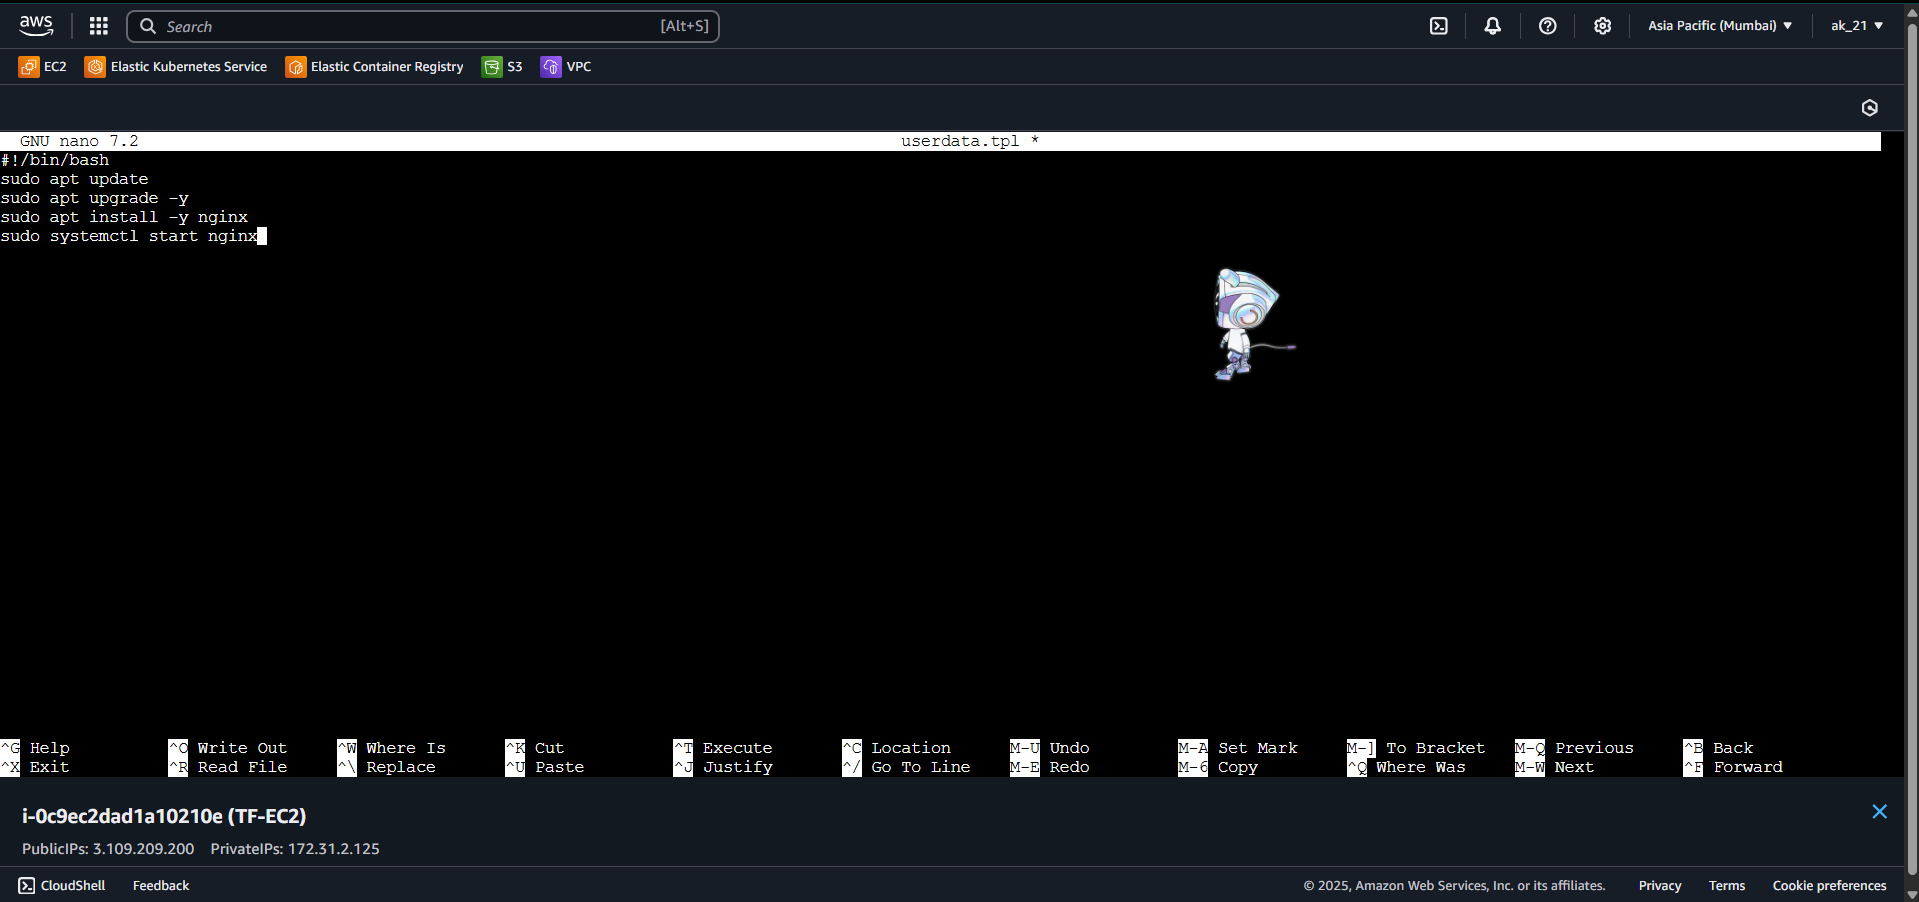 aws
Search [Alt+S]
Asia Pacific (Mumbai) ▼ ak_21 ▼
EC2 Elastic Kubernetes Service Elastic Container Registry S3 VPC
GNU nano 7.2 userdata.tpl *
#!/bin/bash
sudo apt update
sudo apt upgrade -y
sudo apt install -y nginx
sudo systemctl start nginx
^G Help ^O Write Out ^W Where Is ^K Cut ^T Execute ^C Location M-U Undo M-A Set Mark M-] To Bracket M-Q Previous ^B Back
^X Exit ^R Read File ^\ Replace ^U Paste ^J Justify ^/ Go To Line M-E Redo M-6 Copy ^Q Where Was M-W Next ^F Forward
i-0c9ec2dad1a10210e (TF-EC2)
PublicIPs: 3.109.209.200 PrivateIPs: 172.31.2.125
CloudShell Feedback © 2025, Amazon Web Services, Inc. or its affiliates. Privacy Terms Cookie preferences